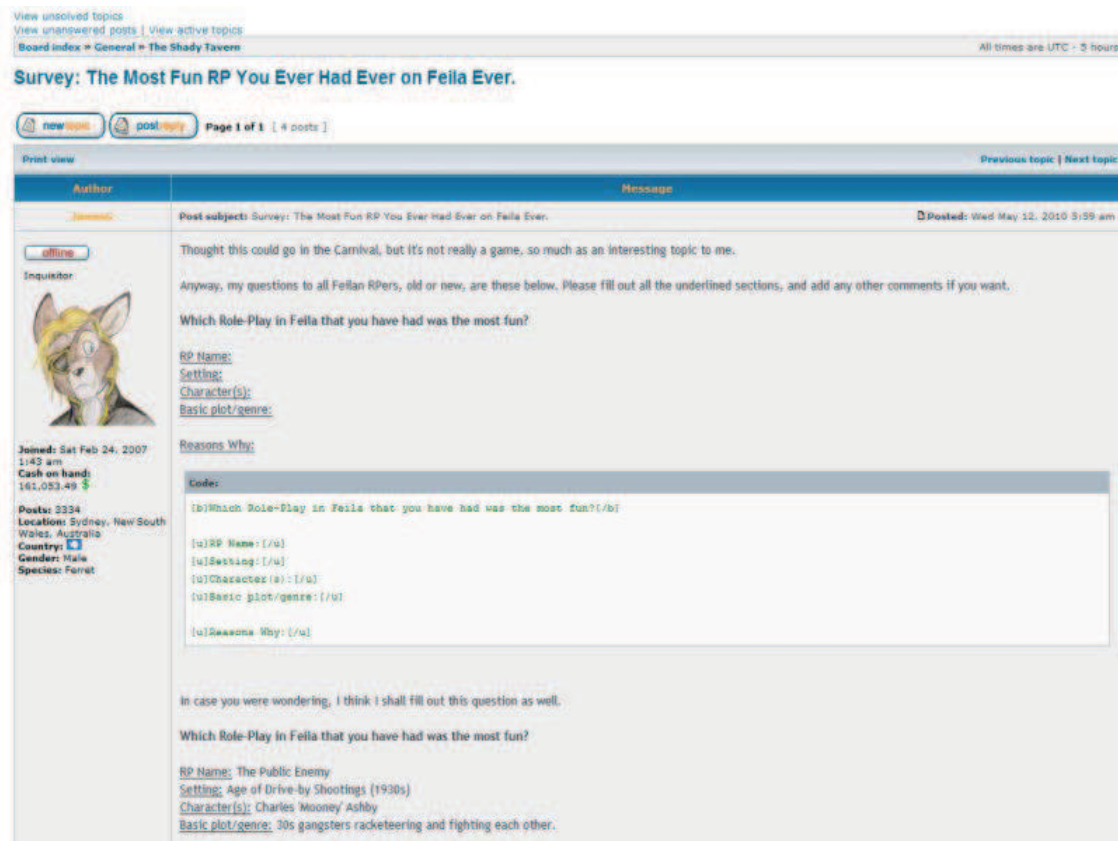 View unsolved topics
View unanswered posts | View active topics
Board index » General » The Shady Tavern
All times are UTC - 5 hours
Survey: The Most Fun RP You Ever Had Ever on Feila Ever.
newtopic postreply Page 1 of 1 [ 4 posts ]
Print view
Previous topic | Next topic
Author
Message
Post subject: Survey: The Most Fun RP You Ever Had Ever on Feila Ever.
Posted: Wed May 12, 2010 5:59 am
offline
Inquisitor
Joined: Sat Feb 24, 2007
1:43 am
Cash on hand:
161,053.49 $
Posts: 3334
Location: Sydney, New South
Wales, Australia
Country:
Gender: Male
Species: Ferret
Thought this could go in the Carnival, but it's not really a game, so much as an interesting topic to me.
Anyway, my questions to all Feilan RPers, old or new, are these below. Please fill out all the underlined sections, and add any other comments if you want.
Which Role-Play in Feila that you have had was the most fun?
RP Name:
Setting:
Character(s):
Basic plot/genre:
Reasons Why:
Code:
[b]Which Role-Play in Feila that you have had was the most fun?[/b]
[u]RP Name:[/u]
[u]Setting:[/u]
[u]Character(s):[/u]
[u]Basic plot/genre:[/u]
[u]Reasons Why:[/u]
In case you were wondering, I think I shall fill out this question as well.
Which Role-Play in Feila that you have had was the most fun?
RP Name: The Public Enemy
Setting: Age of Drive-by Shootings (1930s)
Character(s): Charles 'Mooney' Ashby
Basic plot/genre: 30s gangsters racketeering and fighting each other.